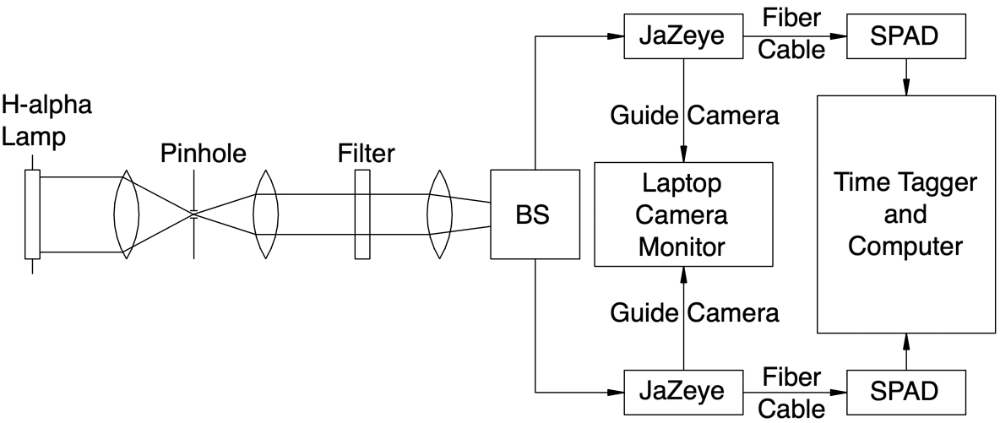 H-alpha
Lamp
Pinhole
Filter
BS
JaZeye
Fiber
Cable
SPAD
Guide Camera
Laptop
Camera
Monitor
Time Tagger
and
Computer
Guide Camera
JaZeye
Fiber
Cable
SPAD